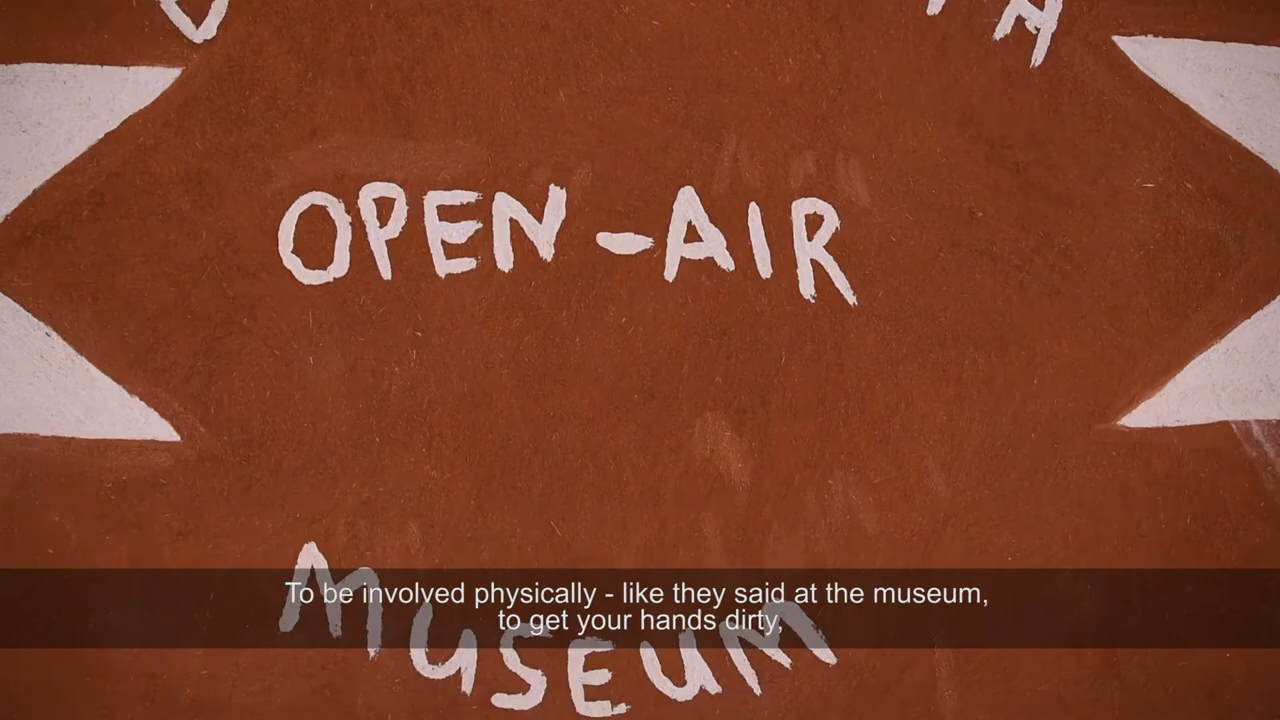 OPEN-AIR
MUSEUM
To be involved physically - like they said at the museum,
to get your hands dirty,